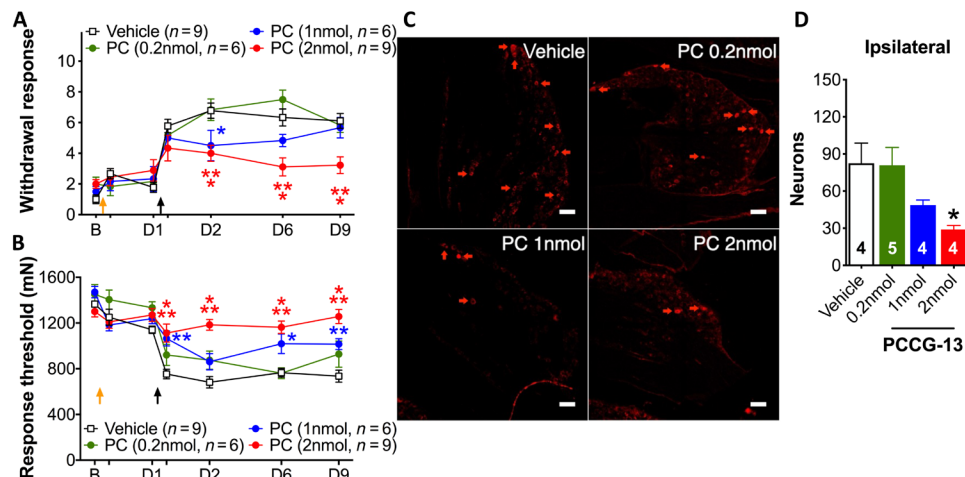 A
Vehicle (n = 9)
PC (0.2nmol, n = 6)
PC (1nmol, n = 6)
PC (2nmol, n = 9)
Withdrawal response
10
8
6
4
2
0
*
**
*
**
*
**
*
B D1 D2 D6 D9
B
Response threshold (mN)
1600
1200
800
400
0
*
**
**
*
**
*
**
*
*
**
**
Vehicle (n = 9)
PC (0.2nmol, n = 6)
PC (1nmol, n = 6)
PC (2nmol, n = 9)
B D1 D2 D6 D9
C
Vehicle
PC 0.2nmol
PC 1nmol
PC 2nmol
D
Ipsilateral
Neurons
150
120
90
60
30
0
*
4 5 4 4
Vehicle
0.2nmol
1nmol
2nmol
PCCG-13